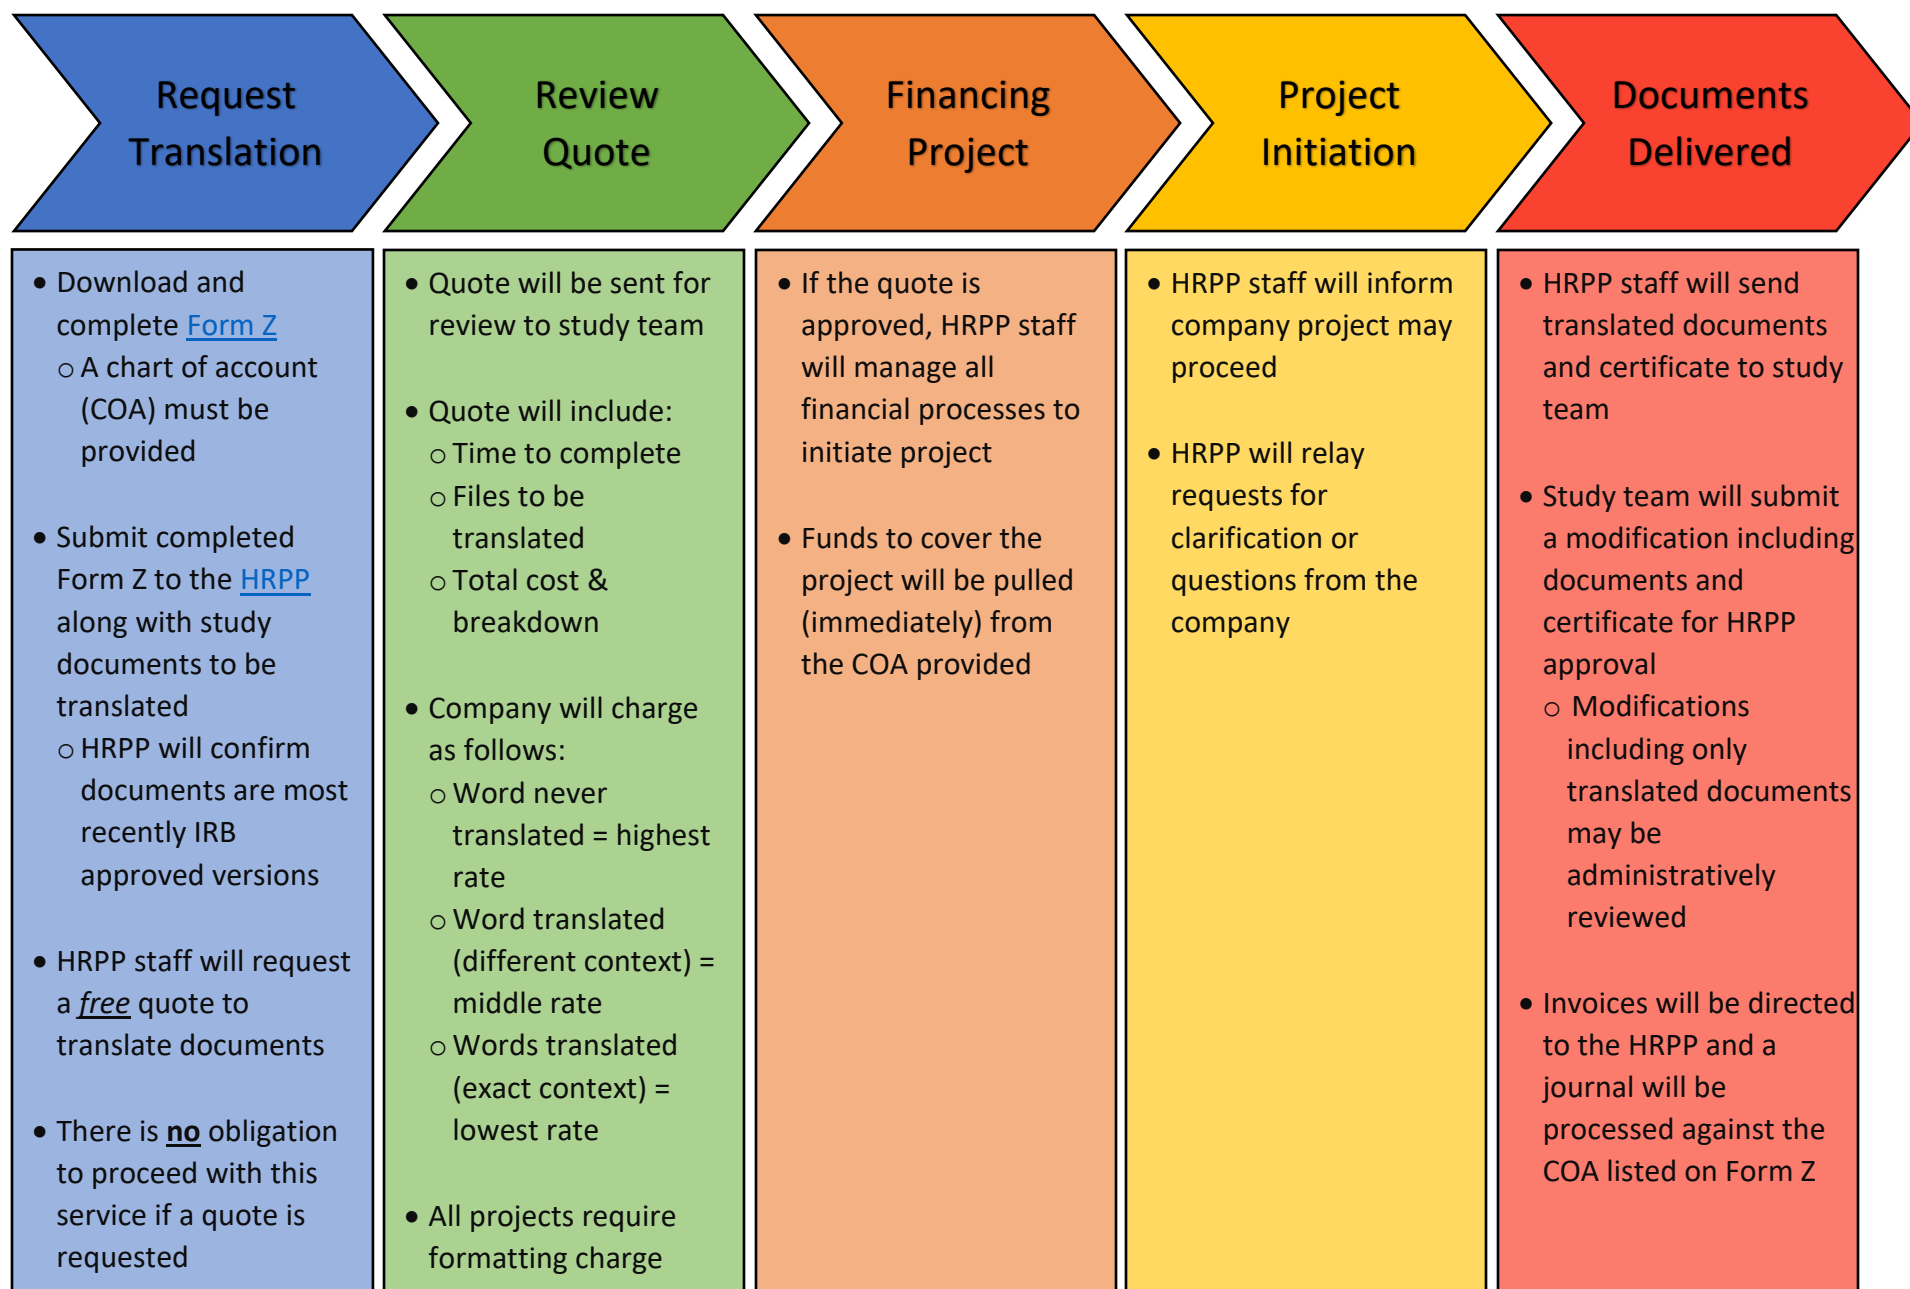 Request
Translation
Review
Quote
Financing
Project
Project
Initiation
Documents
Delivered
• Download and
complete Form Z
o A chart of account
(COA) must be
provided
• Submit completed
Form Z to the HRPP
along with study
documents to be
translated
o HRPP will confirm
documents are most
recently IRB
approved versions
• HRPP staff will request
a free quote to
translate documents
• There is no obligation
to proceed with this
service if a quote is
requested
• Quote will be sent for
review to study team
• Quote will include:
o Time to complete
o Files to be
translated
o Total cost &
breakdown
• Company will charge
as follows:
o Word never
translated = highest
rate
o Word translated
(different context) =
middle rate
o Words translated
(exact context) =
lowest rate
• All projects require
formatting charge
• If the quote is
approved, HRPP staff
will manage all
financial processes to
initiate project
• Funds to cover the
project will be pulled
(immediately) from
the COA provided
• HRPP staff will inform
company project may
proceed
• HRPP will relay
requests for
clarification or
questions from the
company
• HRPP staff will send
translated documents
and certificate to study
team
• Study team will submit
a modification including
documents and
certificate for HRPP
approval
o Modifications
including only
translated documents
may be
administratively
reviewed
• Invoices will be directed
to the HRPP and a
journal will be
processed against the
COA listed on Form Z